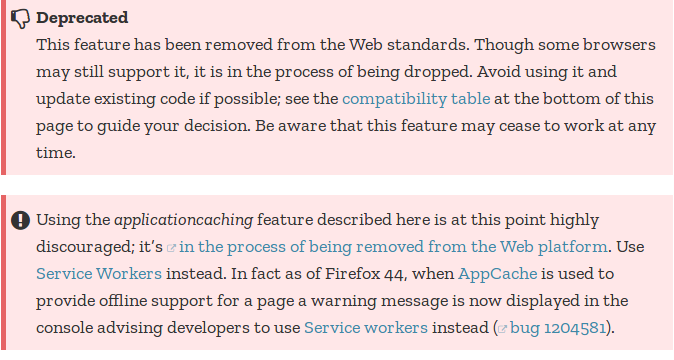 Deprecated
This feature has been removed from the Web standards. Though some browsers
may still support it, it is in the process of being dropped. Avoid using it and
update existing code if possible; see the compatibility table at the bottom of this
page to guide your decision. Be aware that this feature may cease to work at any
time.
Using the applicationcaching feature described here is at this point highly
discouraged; it’s in the process of being removed from the Web platform. Use
Service Workers instead. In fact as of Firefox 44, when AppCache is used to
provide offline support for a page a warning message is now displayed in the
console advising developers to use Service workers instead (bug 1204581).